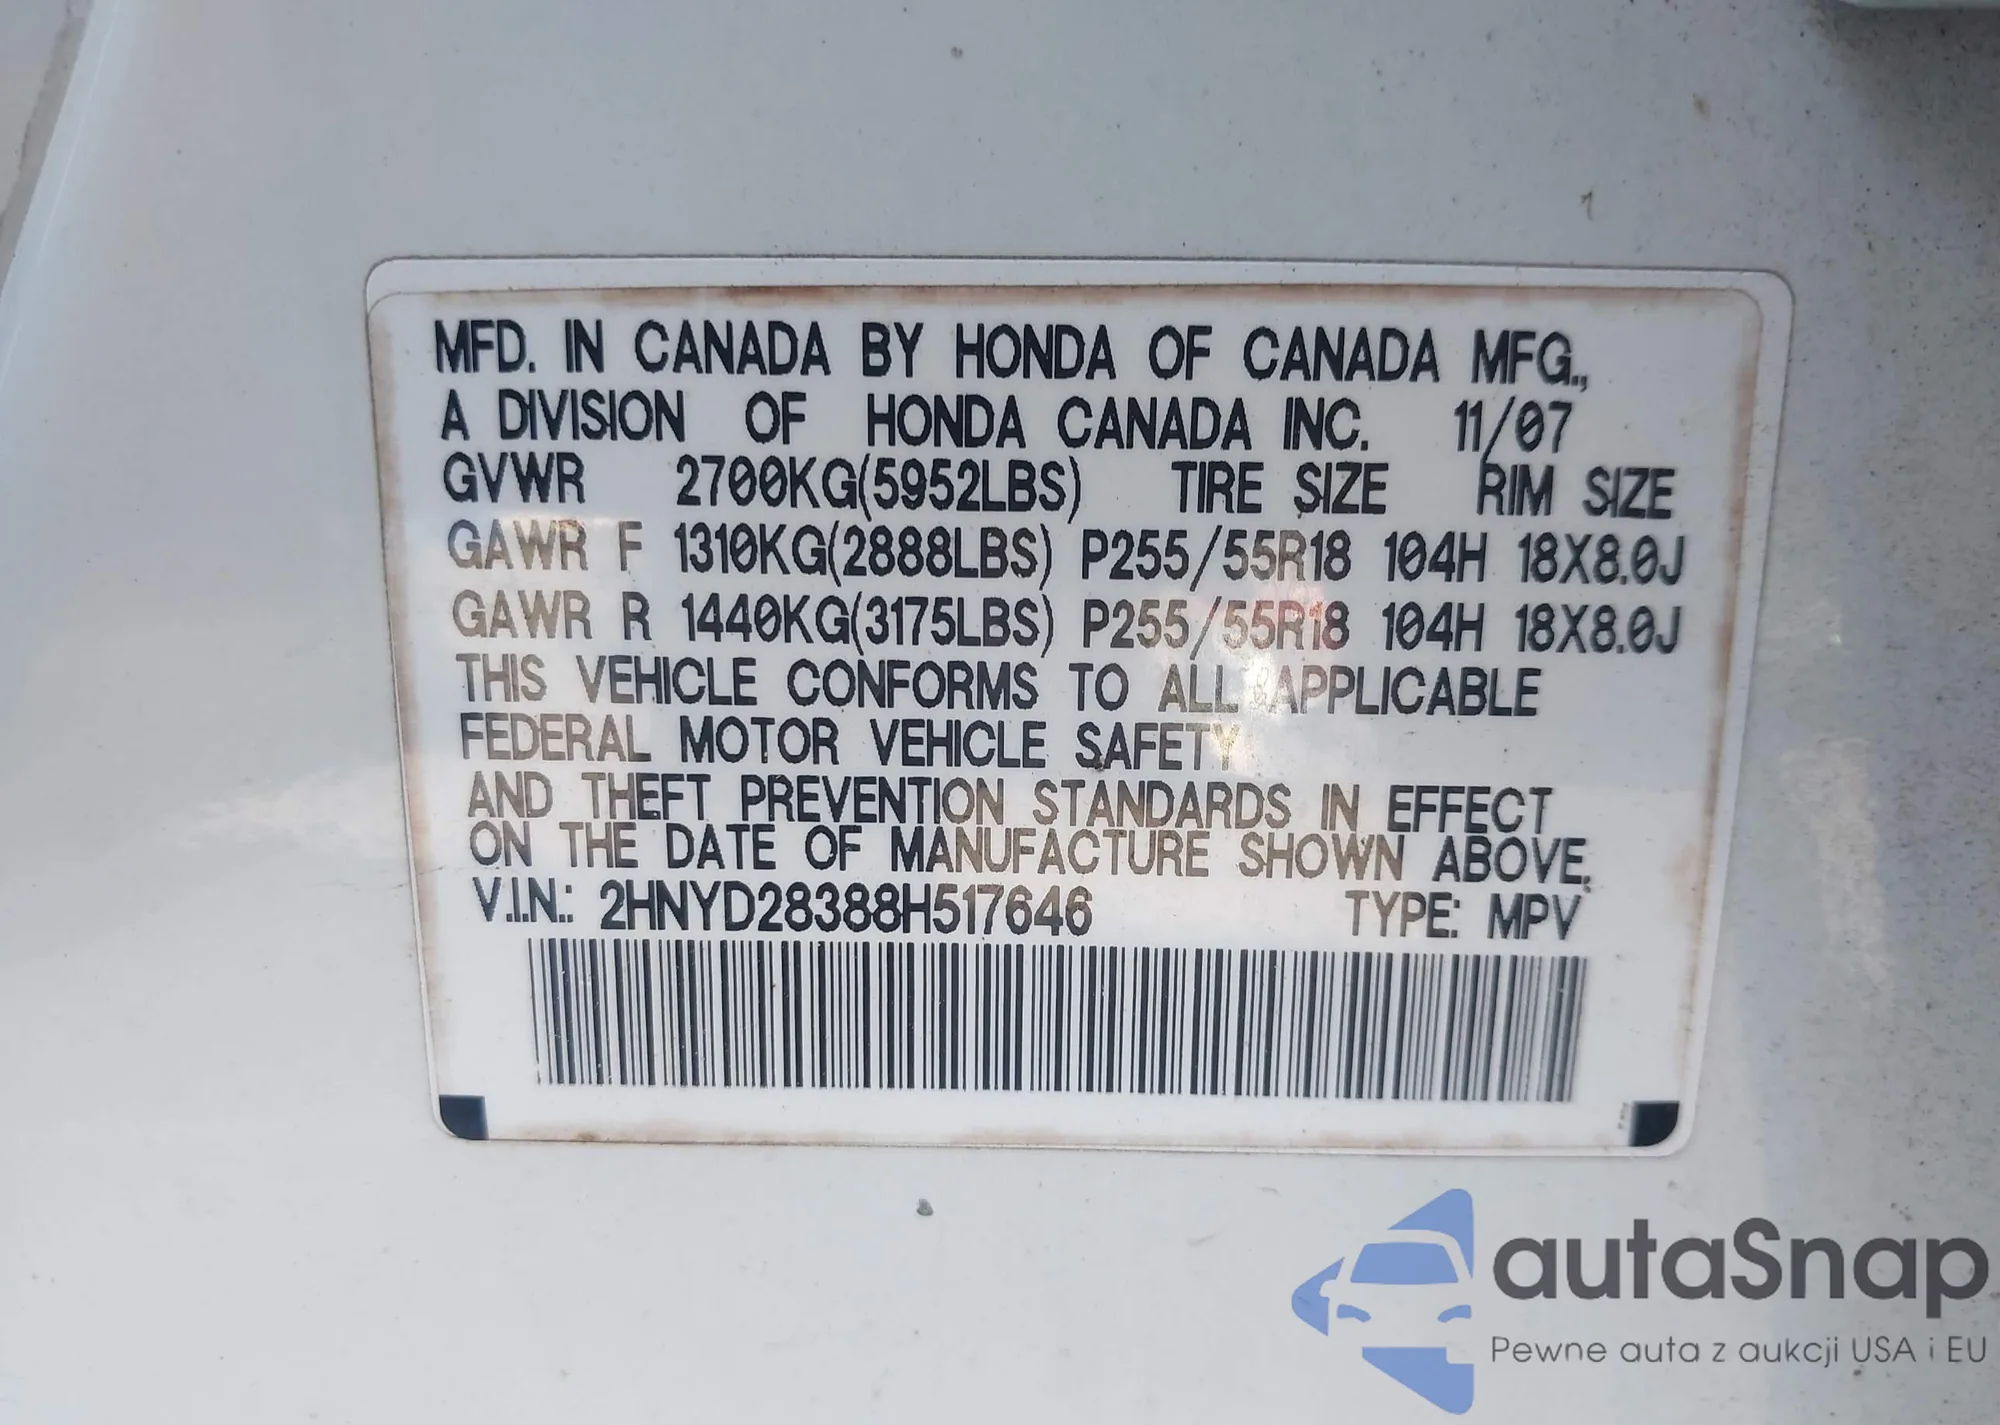 MFD. IN CANADA BY HONDA OF CANADA MFG.,
A DIVISION OF HONDA CANADA INC. 11/07
GVWR 2700KG(5952LBS) TIRE SIZE RIM SIZE
GAWR F 1310KG(2888LBS) P255/55R18 104H 18X8.0J
GAWR R 1440KG(3175LBS) P255/55R18 104H 18X8.0J
THIS VEHICLE CONFORMS TO ALL APPLICABLE
FEDERAL MOTOR VEHICLE SAFETY
AND THEFT PREVENTION STANDARDS IN EFFECT
ON THE DATE OF MANUFACTURE SHOWN ABOVE.
V.I.N.: 2HNYD28388H517646 TYPE: MPV
autaSnap
Pewne auta z aukcji USA i EU